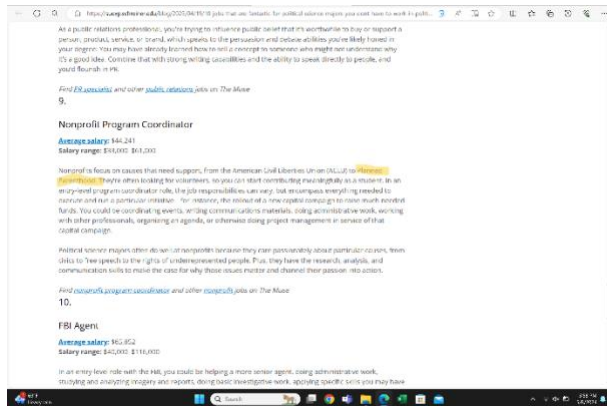 As a public relations professional, you're trying to influence public belief that it's worthwhile to buy or support a
person, product, service, or brand, which speaks to the persuasion and debate abilities you've likely honed in
your degree. You may have already learned how to sell a concept to someone who might not understand why
it's a good idea. Combine that with strong writing capabilities and the ability to speak directly to people, and
you'd flourish in PR.
Find PR specialist and other public relations jobs on The Muse
9.
Nonprofit Program Coordinator
Average salary: $44,241
Salary range: $61,000
Nonprofits focus on causes that need support, from the American Civil Liberties Union (ACLU) to Planned
Parenthood. They're often looking for volunteers, so you can start contributing meaningfully as a student. In an
entry-level program coordinator role, the job responsibilities can vary, but encompass everything needed to
execute and run a particular initiative—for instance, the rollout of a new capital campaign to raise much needed
funds. You could be coordinating events, writing communications materials, doing administrative work, working
with other professionals, organizing an agenda, or otherwise doing project management in service of that
capital campaign.
Political science majors often do well at nonprofits because they care passionately about particular causes, from
civics to free speech to the rights of underrepresented people. Plus, they have the research, analysis, and
communication skills to make the case for why those issues matter and channel their passion into action.
Find nonprofit program coordinator and other nonprofit jobs on The Muse
10.
FBI Agent
Average salary: $65,852
Salary range: $40,000 $116,000
In an entry level role with the FBI, you could be helping a more senior agent, doing administrative work,
studying and analyzing imagery and reports, doing basic investigative work, applying specific skills you may have
Search